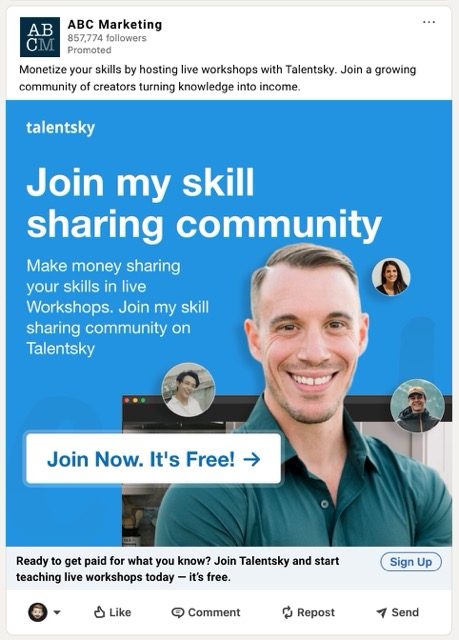 ABC Marketing
857,774 followers
Promoted
Monetize your skills by hosting live workshops with Talentsky. Join a growing
community of creators turning knowledge into income.
talentsky
Join my skill
sharing community
Make money sharing
your skills in live
Workshops. Join my skill
sharing community on
Talentsky
Join Now. It's Free! →
Ready to get paid for what you know? Join Talentsky and start
teaching live workshops today — it’s free.
Sign Up
Like
Comment
Repost
Send
AB
CM